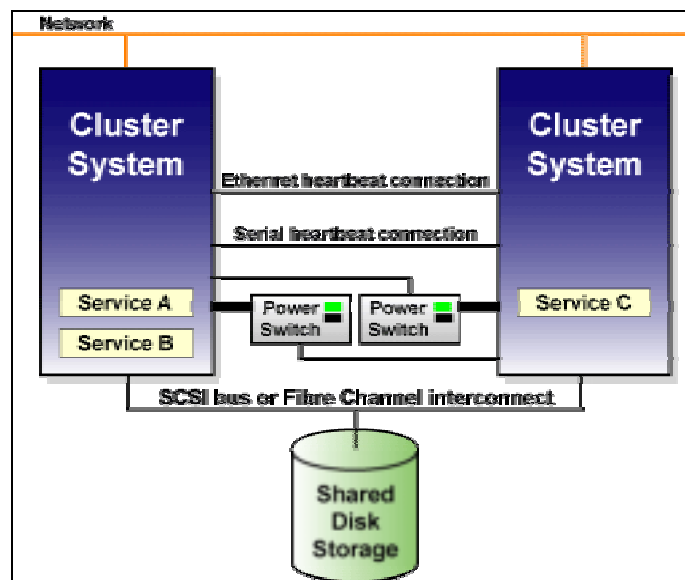 Network
Cluster
System
Cluster
System
Ethernet heartbeat connection
Serial heartbeat connection
Service A
Power
Switch
Power
Switch
Service C
Service B
SCSI bus or Fibre Channel interconnect
Shared
Disk
Storage